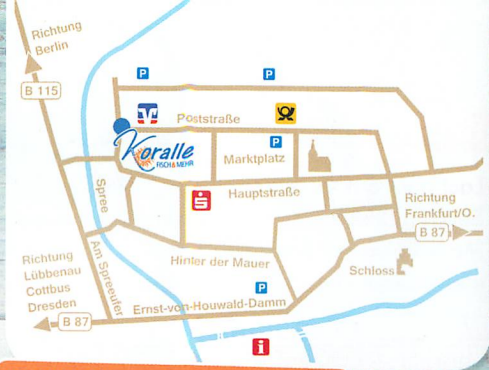 Richtung
Berlin
B 115
P
P
Poststraße
P
Koralle
FISCH & MEHR
Marktplatz
Spree
Hauptstraße
Richtung
Frankfurt/O.
B 87
Am Spreeufer
Hinter der Mauer
Schloss
Richtung
Lübbenau
Cottbus
Dresden
P
Ernst-von-Houwald-Damm
B 87
i